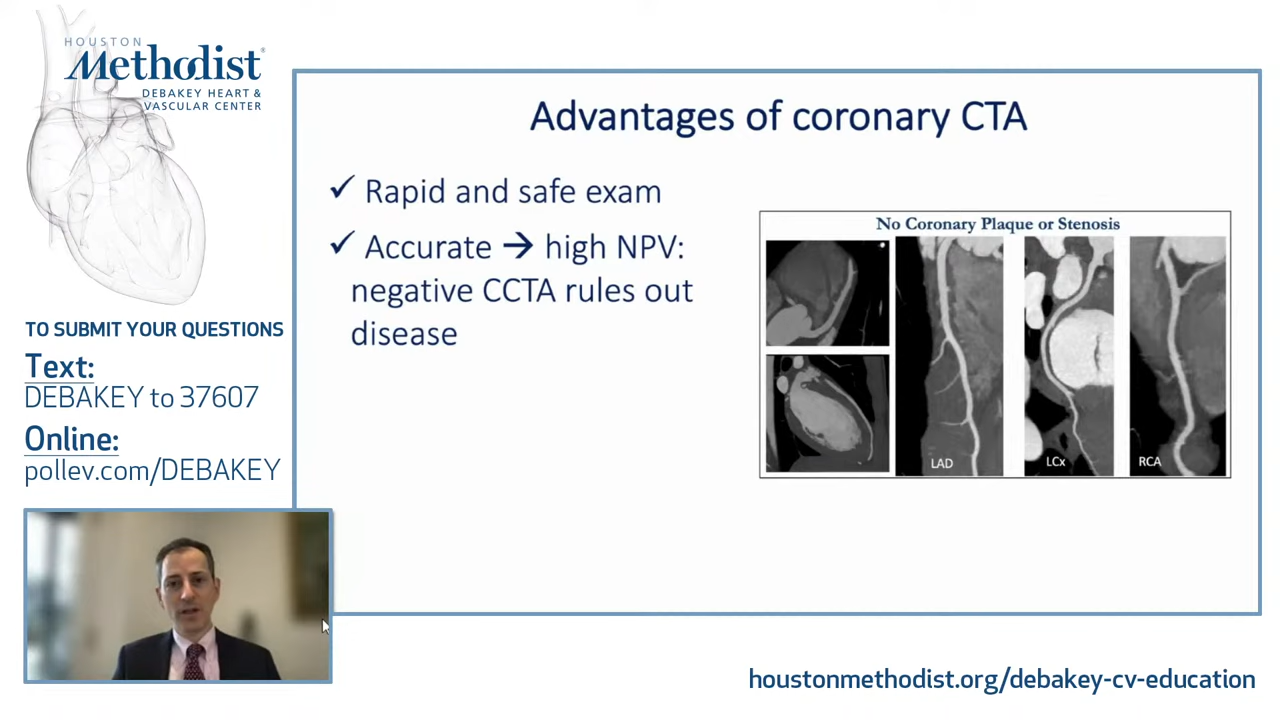 HOUSTON
Methodist®
DEBAKEY HEART &
VASCULAR CENTER
TO SUBMIT YOUR QUESTIONS
Text:
DEBAKEY to 37607
Online:
pollev.com/DEBAKEY
Advantages of coronary CTA
✓ Rapid and safe exam
✓ Accurate → high NPV:
negative CCTA rules out
disease
No Coronary Plaque or Stenosis
LAD
LCx
RCA
houstonmethodist.org/debakey-cv-education